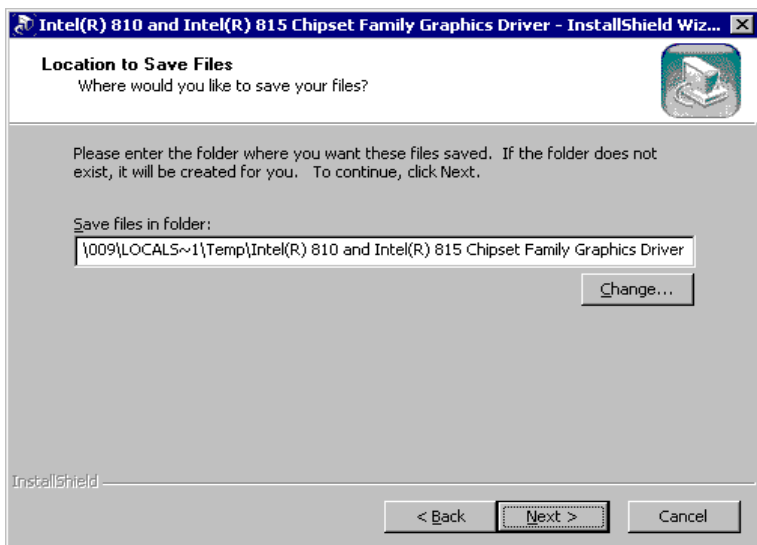 Intel(R) 810 and Intel(R) 815 Chipset Family Graphics Driver - InstallShield Wiz...
Location to Save Files
Where would you like to save your files?
Please enter the folder where you want these files saved. If the folder does not
exist, it will be created for you. To continue, click Next.
Save files in folder:
\009\LOCALS~1\Temp\Intel(R) 810 and Intel(R) 815 Chipset Family Graphics Driver
Change...
InstallShield
< Back
Next >
Cancel